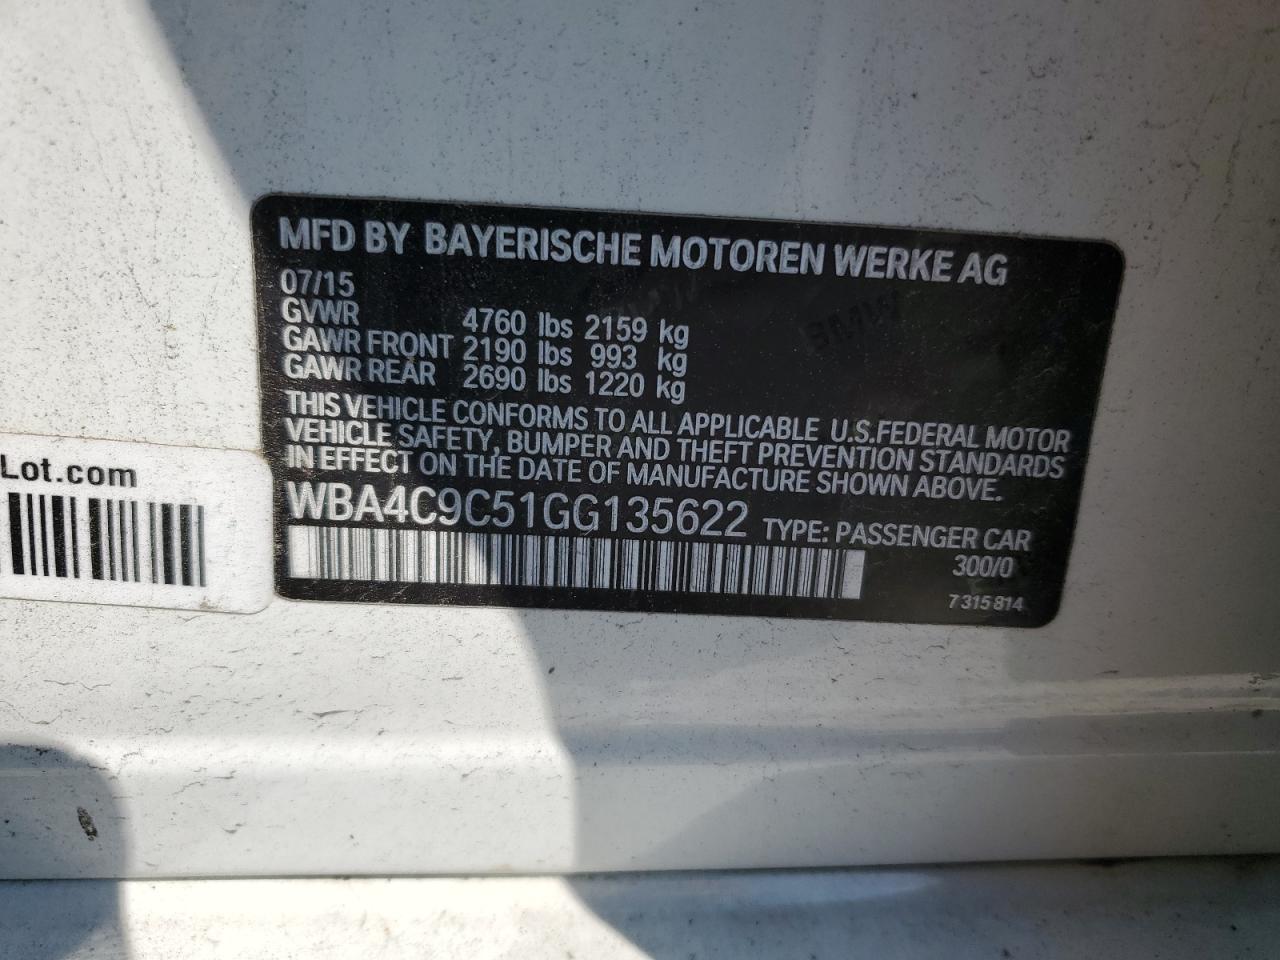 MFD BY BAYERISCHE MOTOREN WERKE AG
07/15
GVWR 4760 lbs 2159 kg
GAWR FRONT 2190 lbs 993 kg
GAWR REAR 2690 lbs 1220 kg
THIS VEHICLE CONFORMS TO ALL APPLICABLE U.S.FEDERAL MOTOR
VEHICLE SAFETY, BUMPER AND THEFT PREVENTION STANDARDS
IN EFFECT ON THE DATE OF MANUFACTURE SHOWN ABOVE.
WBA4C9C51GG135622 TYPE: PASSENGER CAR
300/0
7 315 814
Lot.com
BMW